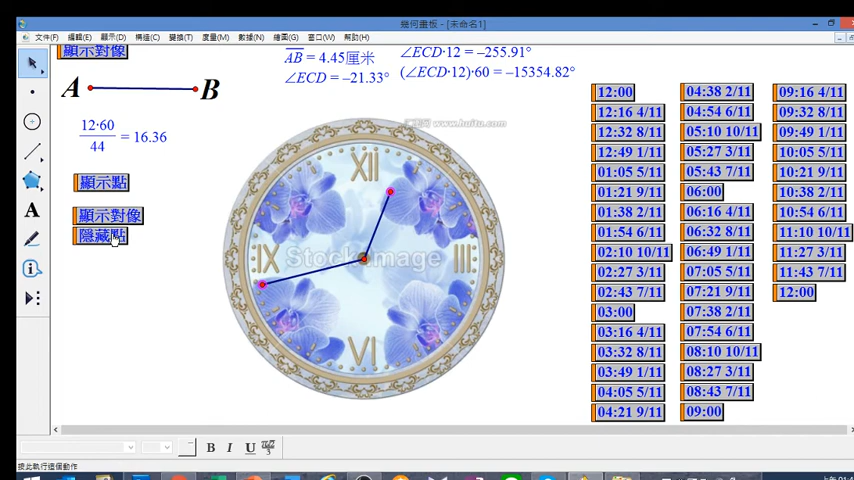 幾何畫板 - [未命名1]
文件(F) 編輯(E) 顯示(D) 構造(C) 變換(T) 度量(M) 數據(N) 繪圖(G) 窗口(W) 幫助(H)
顯示對像
AB = 4.45厘米
∠ECD = –21.33°
∠ECD·12 = –255.91°
(∠ECD·12)·60 = –15354.82°
A B
12·60
44
= 16.36
顯示點
顯示對像
隱藏點
XII
IX
III
VI
Stock Image
www.haitu.com
12:00
12:16 4/11
12:32 8/11
12:49 1/11
01:05 5/11
01:21 9/11
01:38 2/11
01:54 6/11
02:10 10/11
02:27 3/11
02:43 7/11
03:00
03:16 4/11
03:32 8/11
03:49 1/11
04:05 5/11
04:21 9/11
04:38 2/11
04:54 6/11
05:10 10/11
05:27 3/11
05:43 7/11
06:00
06:16 4/11
06:32 8/11
06:49 1/11
07:05 5/11
07:21 9/11
07:38 2/11
07:54 6/11
08:10 10/11
08:27 3/11
08:43 7/11
09:00
09:16 4/11
09:32 8/11
09:49 1/11
10:05 5/11
10:21 9/11
10:38 2/11
10:54 6/11
11:10 10/11
11:27 3/11
11:43 7/11
12:00
A
B I U
按此執行這個動作